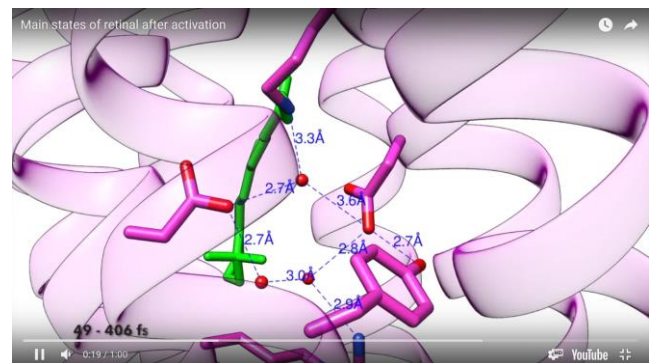 Main states of retinal after activation
3.3Å
2.7Å
3.6Å
2.7Å
2.8Å
2.7Å
3.0Å
2.9Å
49 - 406 fs
0:19 / 1:00
YouTube